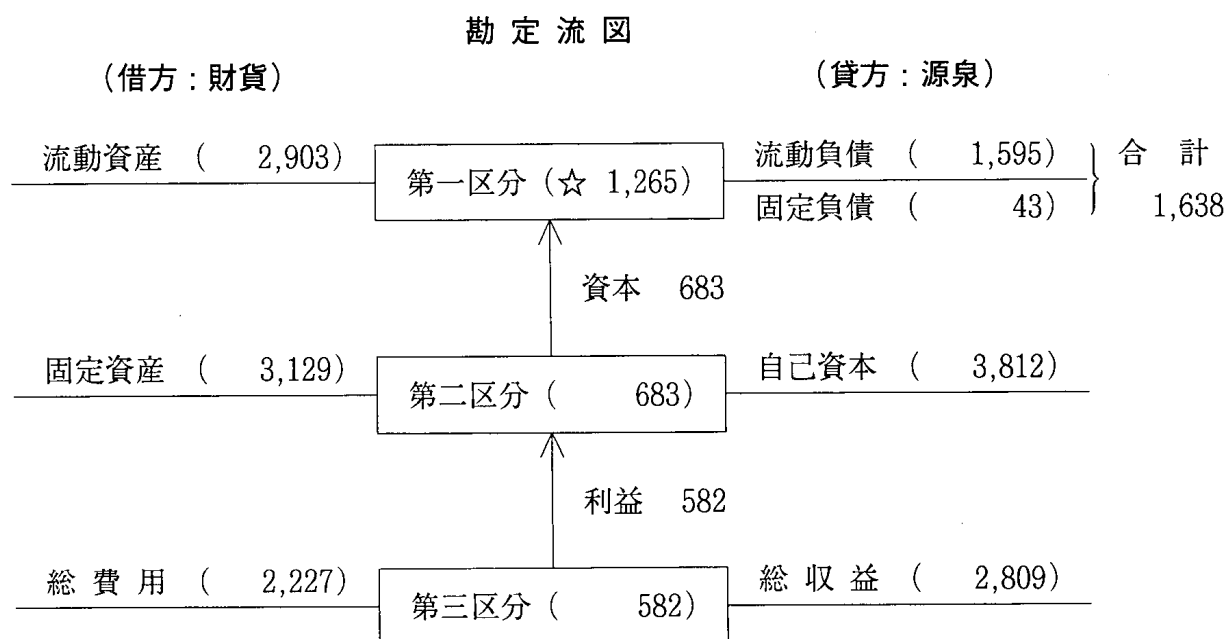 勘定流図
(借方：財貨) (貸方：源泉)
流動資産 ( 2,903) 第一区分 (☆ 1,265) 流動負債 ( 1,595) 合計
固定負債 ( 43) 1,638
資本 683
固定資産 ( 3,129) 第二区分 ( 683) 自己資本 ( 3,812)
利益 582
総費用 ( 2,227) 第三区分 ( 582) 総収益 ( 2,809)